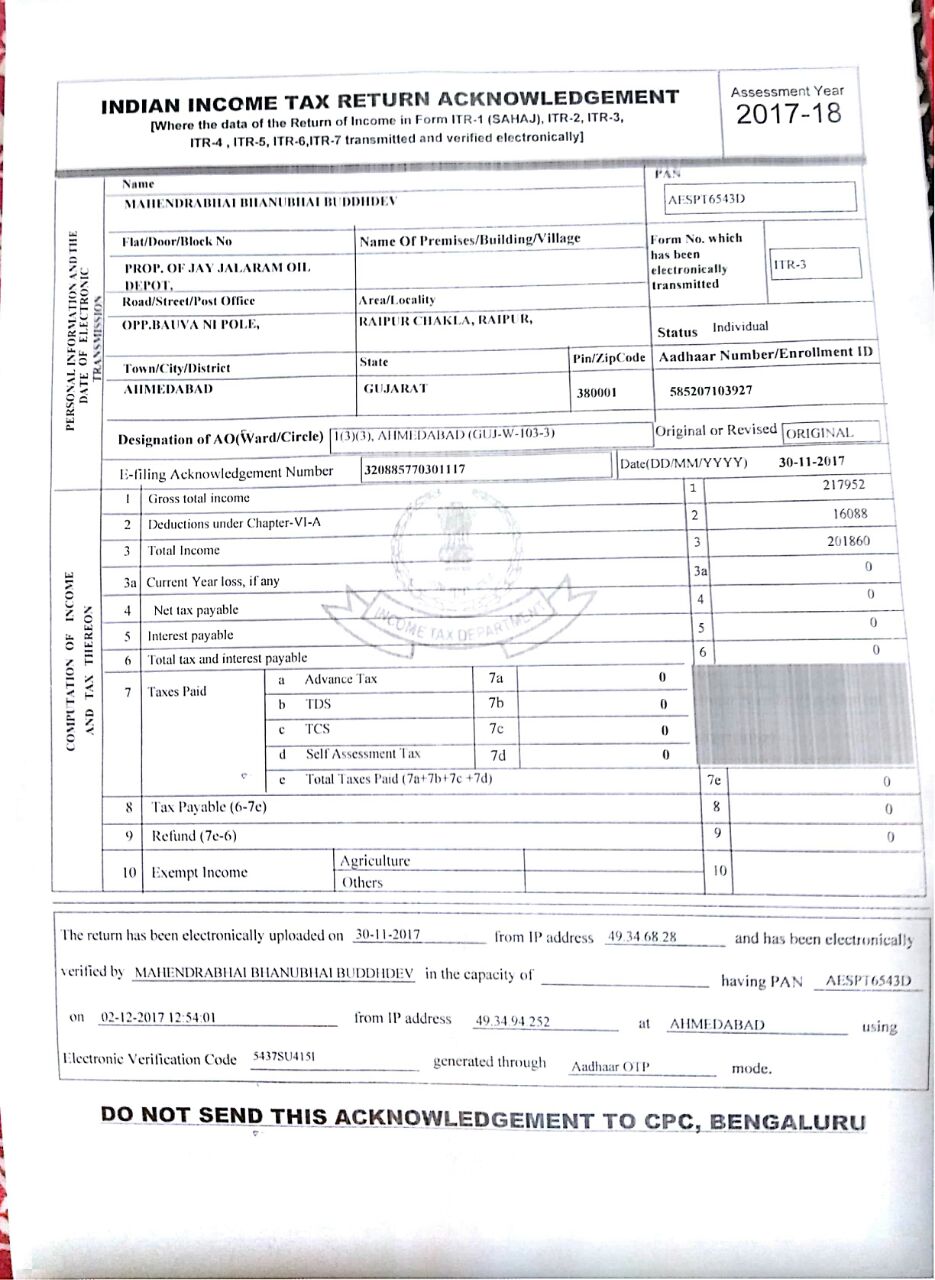 INDIAN INCOME TAX RETURN ACKNOWLEDGEMENT
[Where the data of the Return of Income in Form ITR-1 (SAHAJ), ITR-2, ITR-3,
ITR-4 , ITR-5, ITR-6,ITR-7 transmitted and verified electronically]
Assessment Year
2017-18
PERSONAL INFORMATION AND THE
DATE OF ELECTRONIC
TRANSMISSION
Name
MAHENDRABHAI BHANUBHAI BUDDHDEV
PAN
AESPT6543D
Flat/Door/Block No
Name Of Premises/Building/Village
Form No. which
has been
electronically
transmitted
ITR-3
PROP. OF JAY JALARAM OIL
DEPOT,
Road/Street/Post Office
Area/Locality
OPP.BAUVA NI POLE,
RAIPUR CHAKLA, RAIPUR,
Status Individual
Town/City/District
State
Pin/ZipCode
Aadhaar Number/Enrollment ID
AHMEDABAD
GUJARAT
380001
585207103927
Designation of AO(Ward/Circle)
1(3)(3), AHMEDABAD (GUJ-W-103-3)
Original or Revised
ORIGINAL
E-filing Acknowledgement Number
320885770301117
Date(DD/MM/YYYY) 30-11-2017
COMPUTATION OF INCOME
AND TAX THEREON
1 Gross total income 1 217952
2 Deductions under Chapter-VI-A 2 16088
3 Total Income 3 201860
3a Current Year loss, if any 3a 0
4 Net tax payable 4 0
5 Interest payable 5 0
6 Total tax and interest payable 6 0
INCOME TAX DEPARTMENT
7 Taxes Paid
a Advance Tax 7a 0
b TDS 7b 0
c TCS 7c 0
d Self Assessment Tax 7d 0
e Total Taxes Paid (7a+7b+7c +7d) 7e 0
8 Tax Payable (6-7e) 8 0
9 Refund (7e-6) 9 0
10 Exempt Income
Agriculture
Others
10
The return has been electronically uploaded on 30-11-2017 from IP address 49.34 68 28 and has been electronically
verified by MAHENDRABHAI BHANUBHAI BUDDHDEV in the capacity of having PAN AESPT6543D
on 02-12-2017 12:54:01 from IP address 49.34 94 252 at AHMEDABAD using
Electronic Verification Code 5437SU415I generated through Aadhaar OTP mode.
DO NOT SEND THIS ACKNOWLEDGEMENT TO CPC, BENGALURU